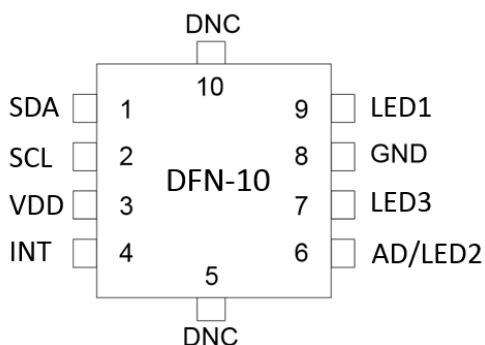 DNC
10
SDA 1 9 LED1
SCL 2 8 GND
DFN-10
VDD 3 7 LED3
INT 4 6 AD/LED2
5
DNC